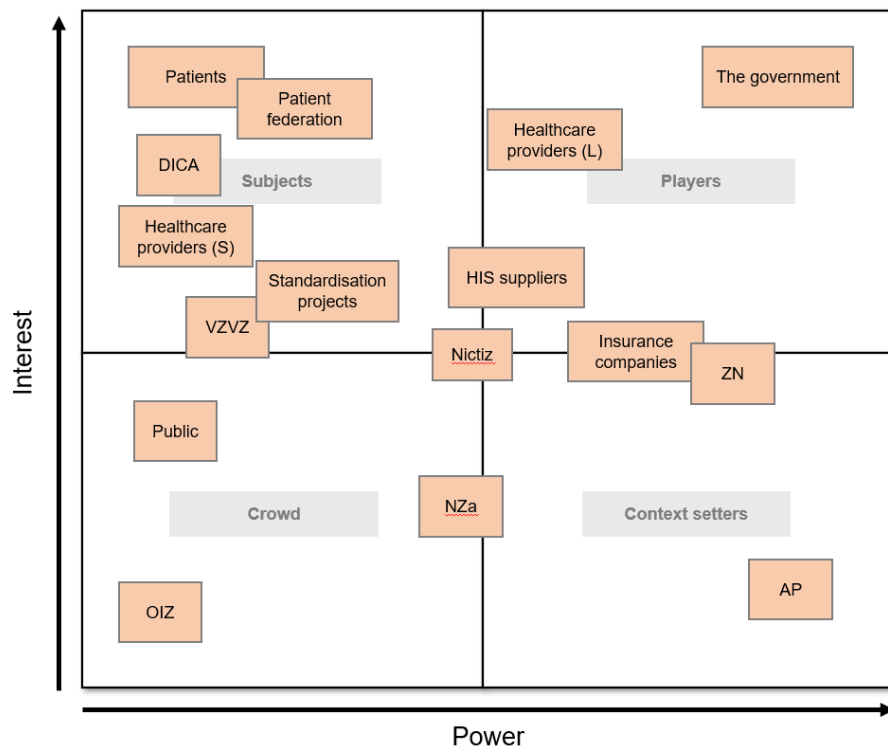 Patients
The government
Patient
federation
Healthcare
providers (L)
DICA
Subjects
Players
Healthcare
providers (S)
HIS suppliers
Standardisation
projects
VZVZ
Interest
Nictiz
Insurance
companies
ZN
Public
NZa
Crowd
Context setters
AP
OIZ
Power